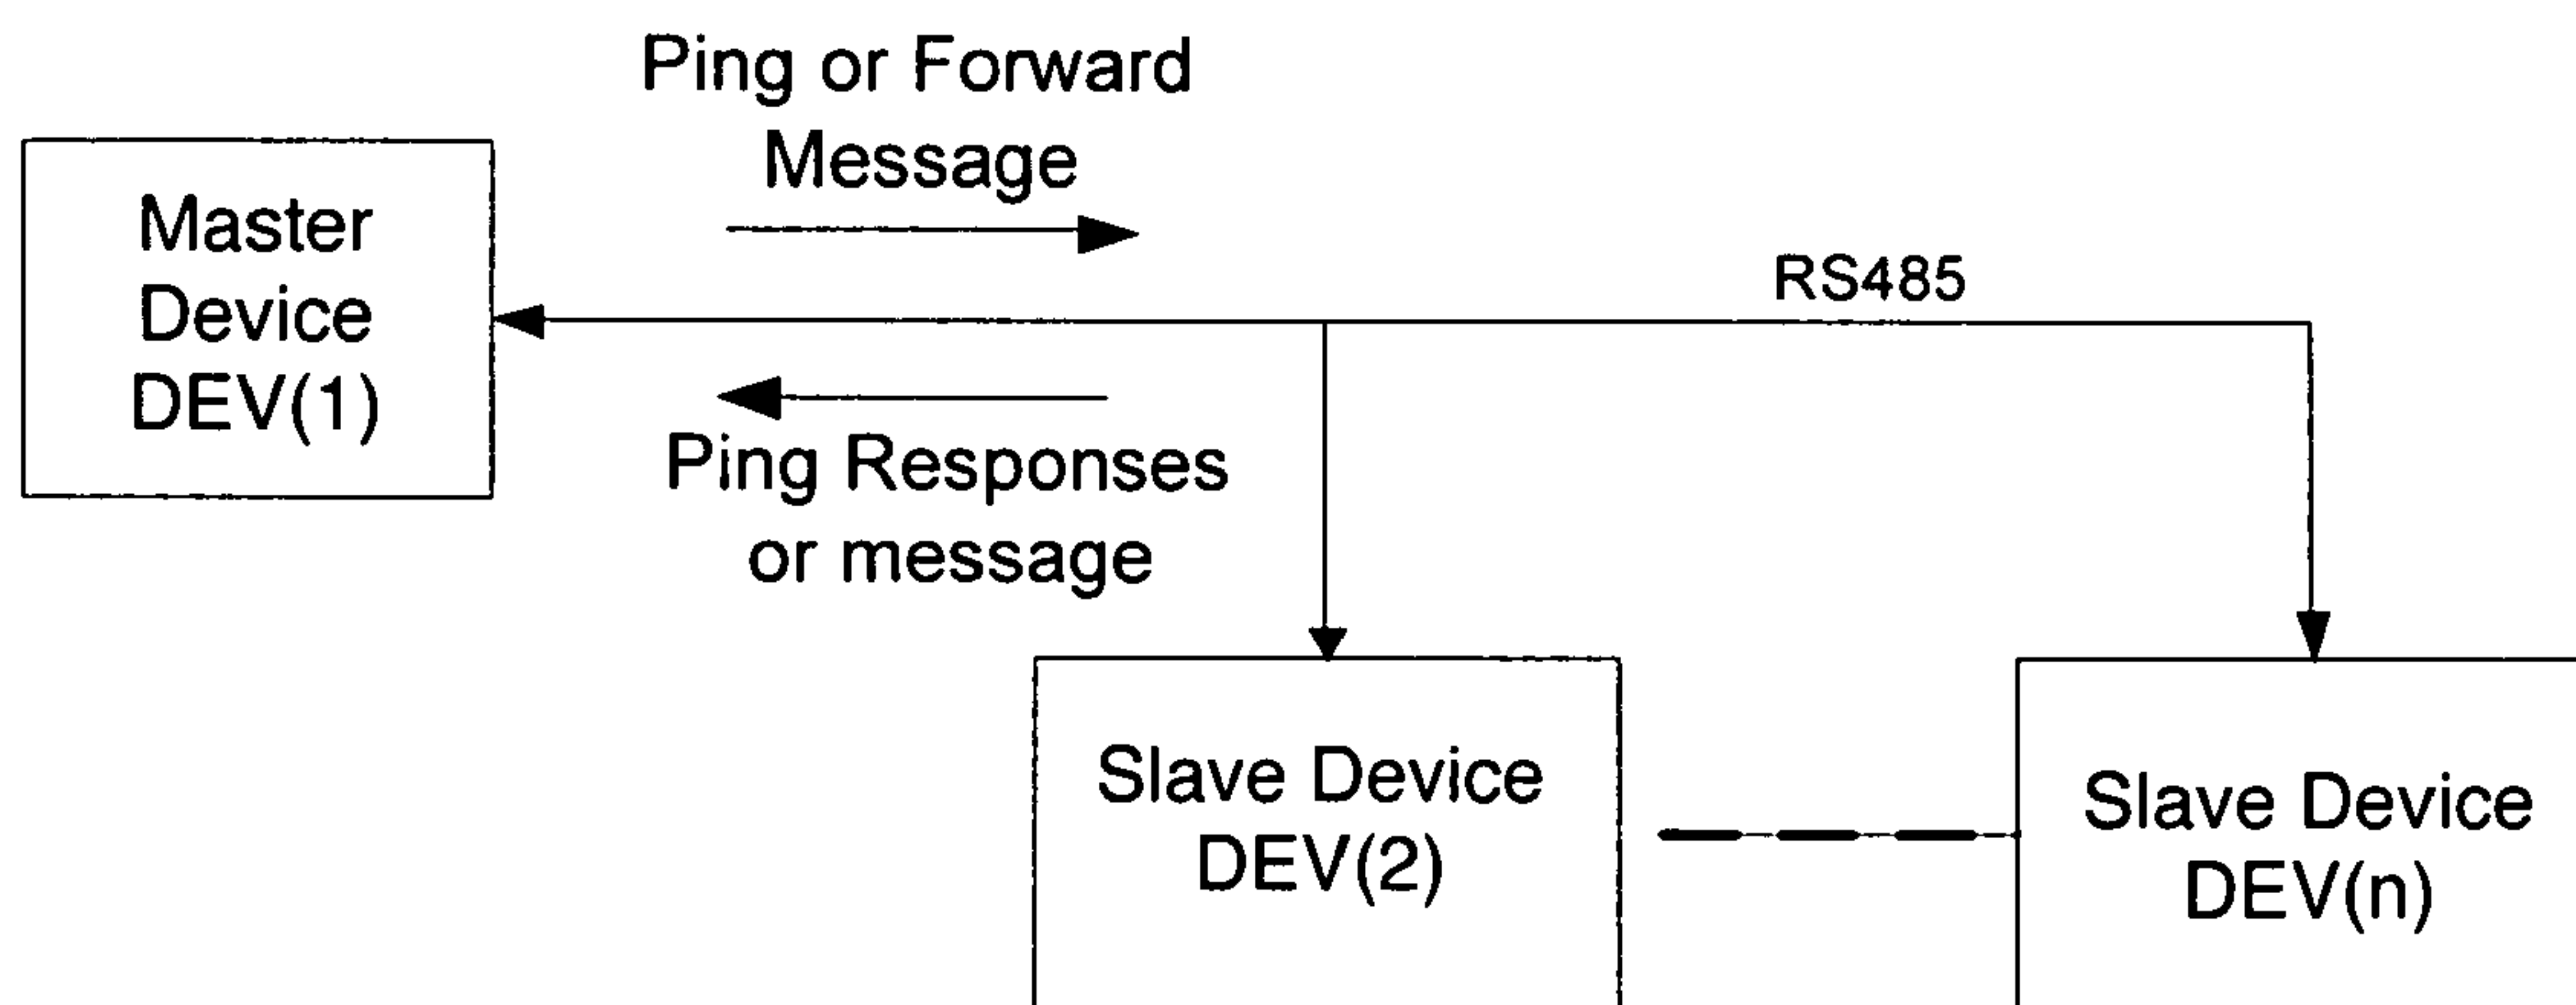 Ping or Forward
Message
Master
Device
DEV(1)
RS485
Ping Responses
or message
Slave Device
DEV(2)
Slave Device
DEV(n)